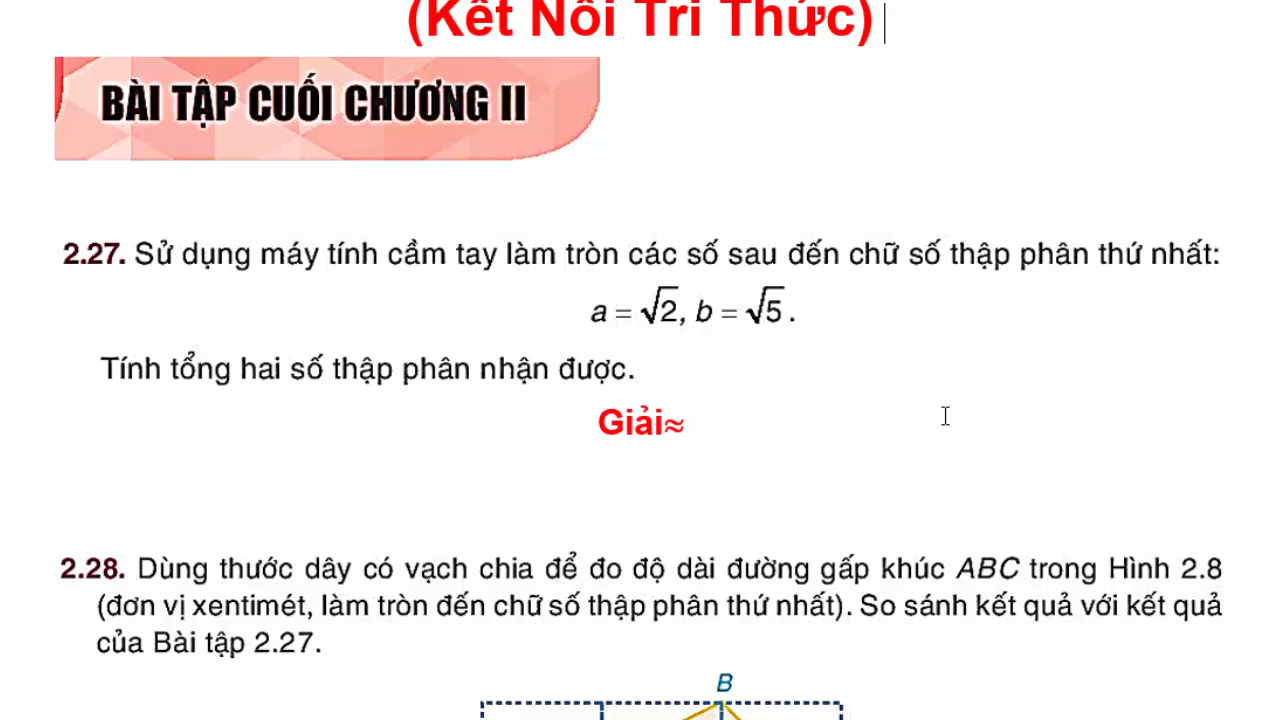 (Kết Nối Tri Thức)
BÀI TẬP CUỐI CHƯƠNG II
2.27. Sử dụng máy tính cầm tay làm tròn các số sau đến chữ số thập phân thứ nhất:
a = √2, b = √5.
Tính tổng hai số thập phân nhận được.
Giải≈
2.28. Dùng thước dây có vạch chia để đo độ dài đường gấp khúc ABC trong Hình 2.8
(đơn vị xentimét, làm tròn đến chữ số thập phân thứ nhất). So sánh kết quả với kết quả
của Bài tập 2.27.
B